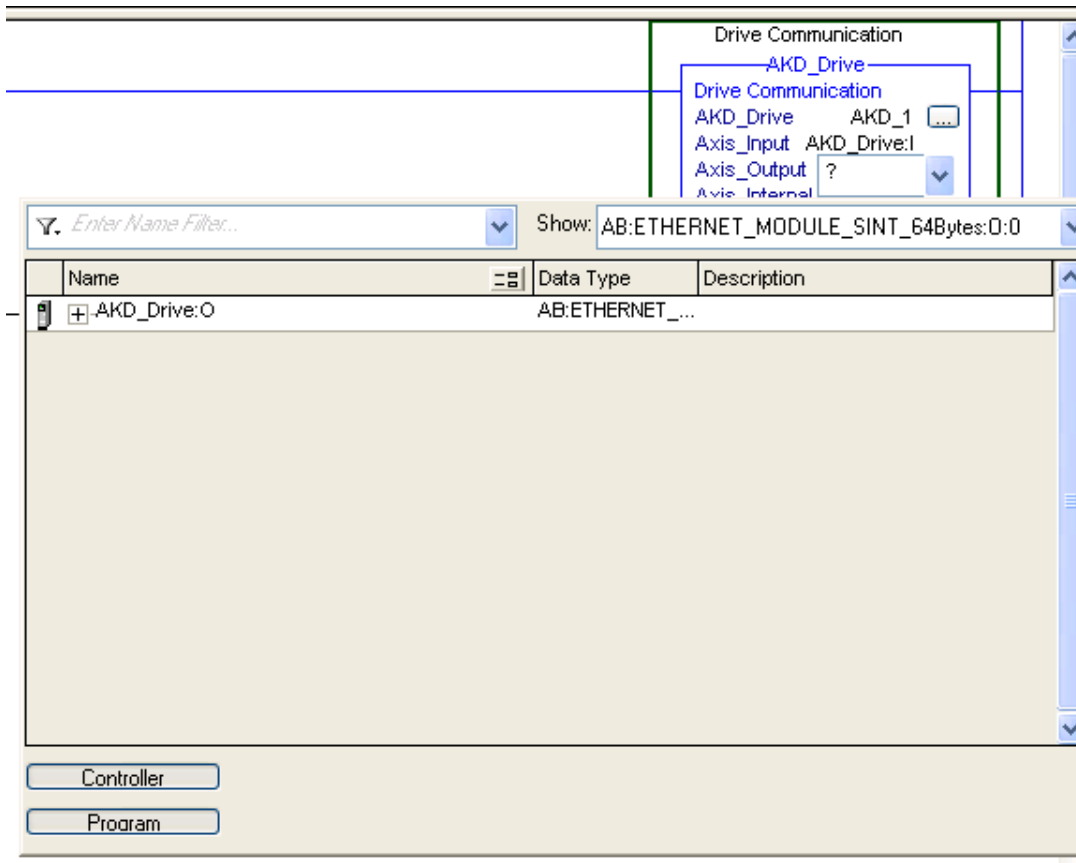 Drive Communication
AKD_Drive
Drive Communication
AKD_Drive AKD_1 ...
Axis_Input AKD_Drive:I
Axis_Output ?
Axis_Internal
Enter Name Filter... Show: AB:ETHERNET_MODULE_SINT_64Bytes:O:0
Name Data Type Description
AKD_Drive:O AB:ETHERNET_...
Controller
Program